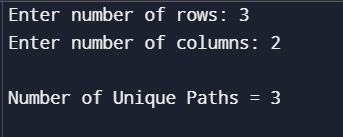 Enter number of rows: 3
Enter number of columns: 2
Number of Unique Paths = 3